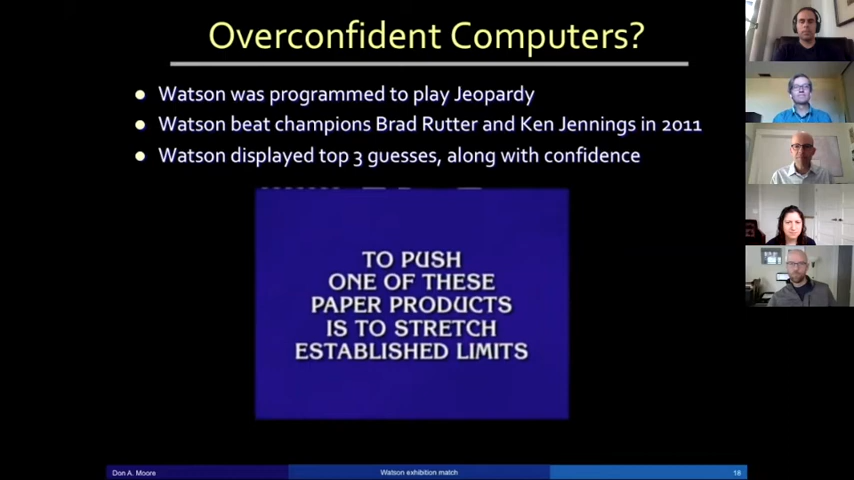 Overconfident Computers?
Watson was programmed to play Jeopardy
Watson beat champions Brad Rutter and Ken Jennings in 2011
Watson displayed top 3 guesses, along with confidence
TO PUSH
ONE OF THESE
PAPER PRODUCTS
IS TO STRETCH
ESTABLISHED LIMITS
Don A. Moore
Watson exhibition match
18